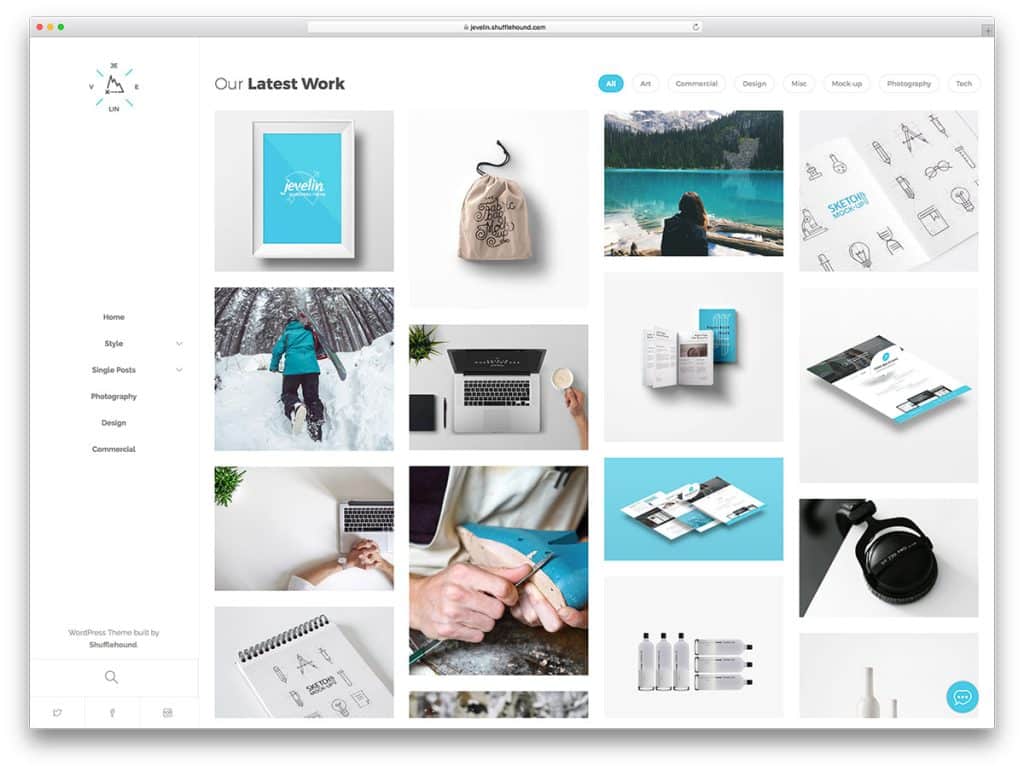 jevelin.shufflehound.com
JE
V E
LIN
Our Latest Work
All Art Commercial Design Misc Mock-up Photography Tech
jevelin
SKETCH
MOCK-UP
Home
Style
Single Posts
Photography
Design
Commercial
SKETCH
MOCK-UP
WordPress Theme built by
Shufflehound